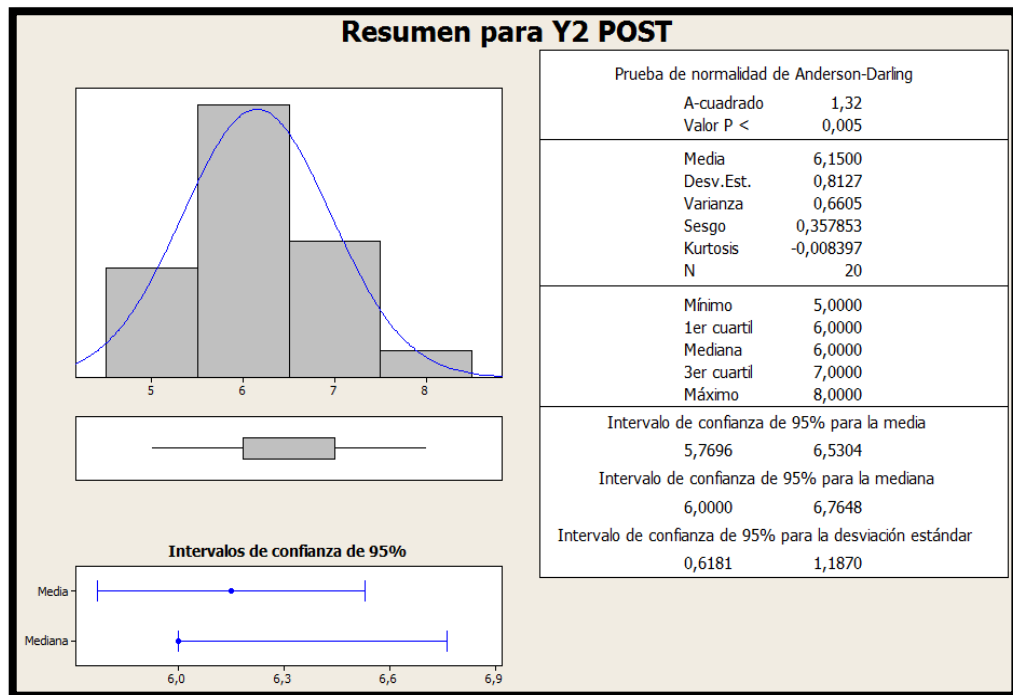 Resumen para Y2 POST
5 6 7 8
Intervalos de confianza de 95%
Media
Mediana
6,0 6,3 6,6 6,9
Prueba de normalidad de Anderson-Darling
A-cuadrado 1,32
Valor P < 0,005
Media 6,1500
Desv.Est. 0,8127
Varianza 0,6605
Sesgo 0,357853
Kurtosis -0,008397
N 20
Mínimo 5,0000
1er cuartil 6,0000
Mediana 6,0000
3er cuartil 7,0000
Máximo 8,0000
Intervalo de confianza de 95% para la media
5,7696 6,5304
Intervalo de confianza de 95% para la mediana
6,0000 6,7648
Intervalo de confianza de 95% para la desviación estándar
0,6181 1,1870